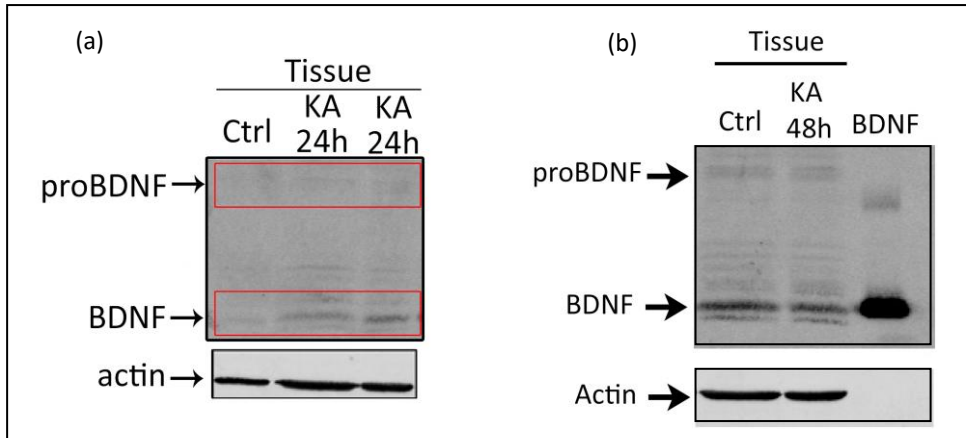 (a)
Tissue
Ctrl KA 24h KA 24h
proBDNF
BDNF
actin
(b)
Tissue
Ctrl KA 48h BDNF
proBDNF
BDNF
Actin